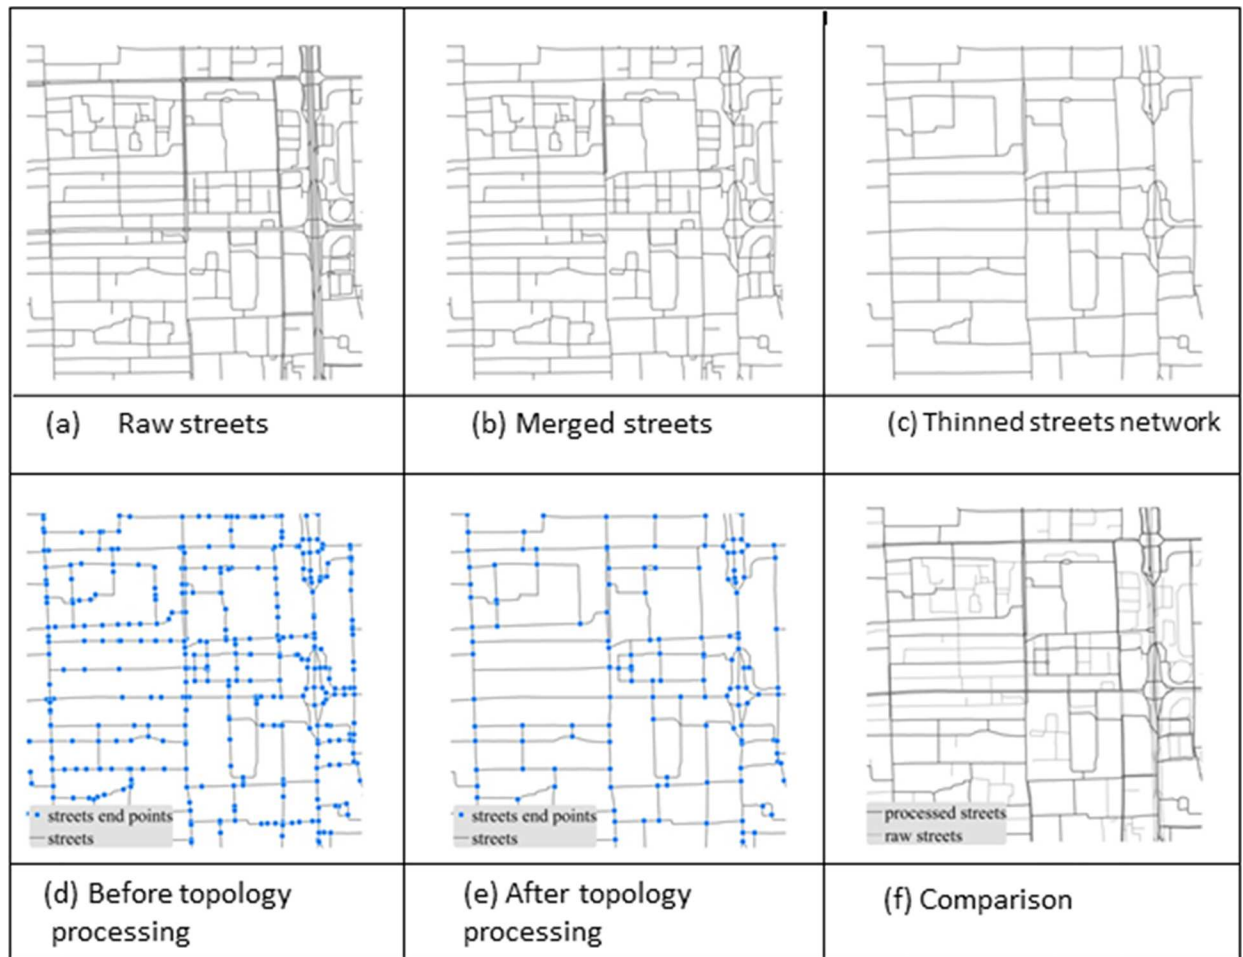 (a) Raw streets
(b) Merged streets
(c) Thinned streets network
streets end points
streets
streets end points
streets
processed streets
raw streets
(d) Before topology
processing
(e) After topology
processing
(f) Comparison